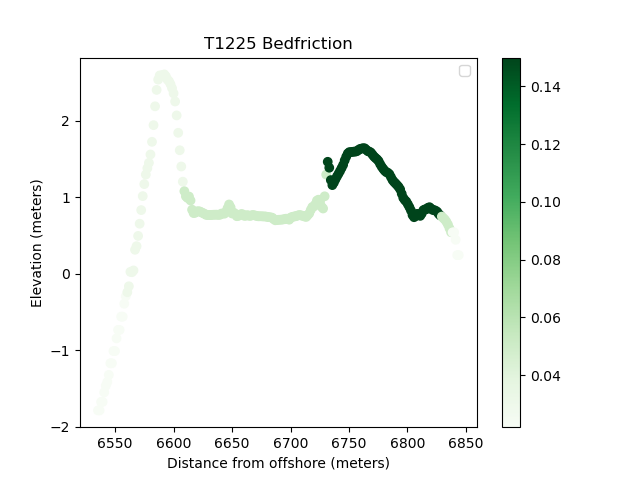 T1225 Bedfriction
Elevation (meters)
2
1
0
−1
−2
6550 6600 6650 6700 6750 6800 6850
Distance from offshore (meters)
0.14
0.12
0.10
0.08
0.06
0.04